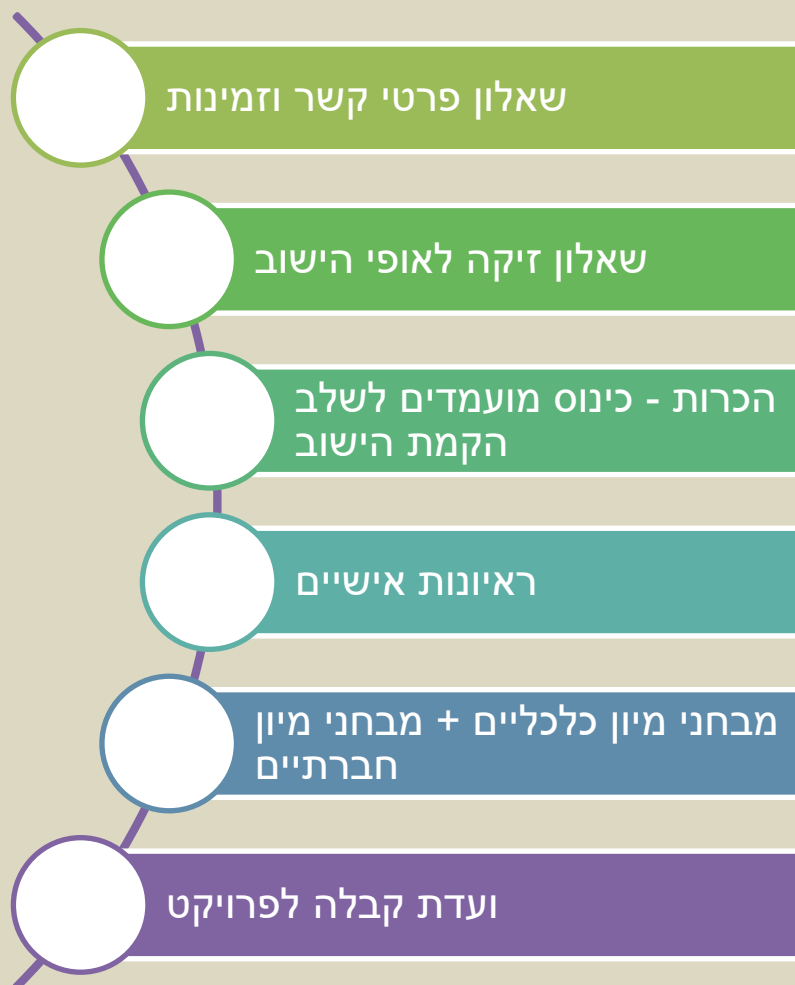 שאלון פרטי קשר וזמינות
שאלון זיקה לאופי הישוב
הכרות - כינוס מועמדים לשלב
הקמת הישוב
ראיונות אישיים
מבחני מיון כלכליים + מבחני מיון
חברתיים
ועדת קבלה לפרויקט